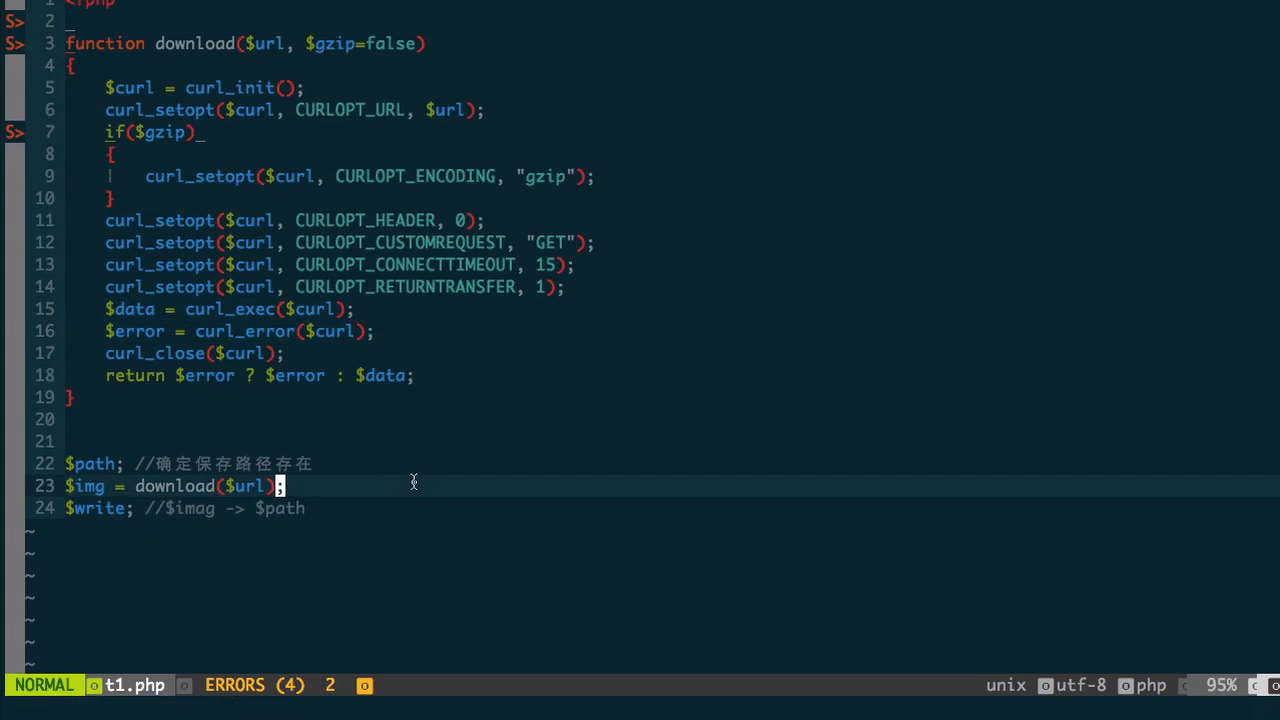 1 <?php
S> 2
S> 3 function download($url, $gzip=false)
4 {
5 $curl = curl_init();
6 curl_setopt($curl, CURLOPT_URL, $url);
S> 7 if($gzip)
8 {
9 | curl_setopt($curl, CURLOPT_ENCODING, "gzip");
10 }
11 curl_setopt($curl, CURLOPT_HEADER, 0);
12 curl_setopt($curl, CURLOPT_CUSTOMREQUEST, "GET");
13 curl_setopt($curl, CURLOPT_CONNECTTIMEOUT, 15);
14 curl_setopt($curl, CURLOPT_RETURNTRANSFER, 1);
15 $data = curl_exec($curl);
16 $error = curl_error($curl);
17 curl_close($curl);
18 return $error ? $error : $data;
19 }
20
21
22 $path; //确定保存路径存在
23 $img = download($url);
24 $write; //$imag -> $path
~
~
~
~
~
~
~
NORMAL t1.php ERRORS (4) 2 unix utf-8 php 95%